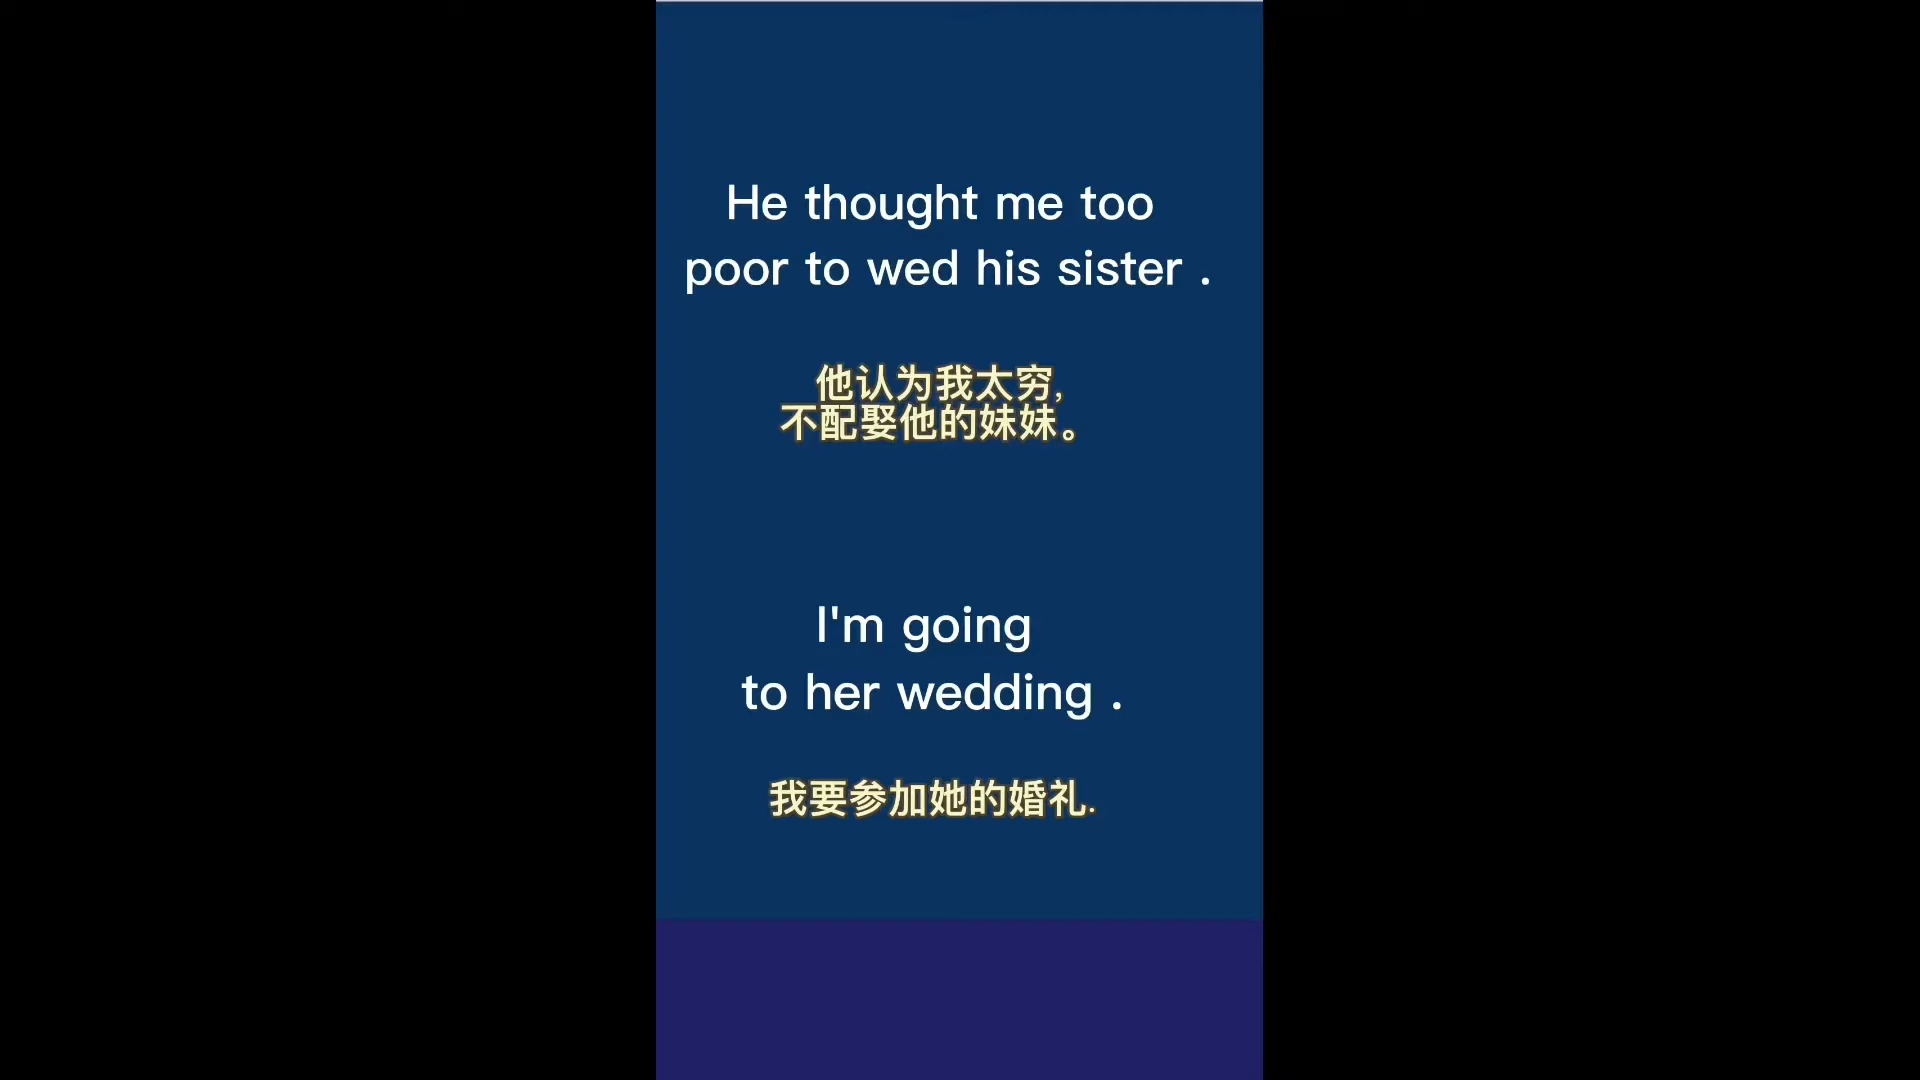 He thought me too
poor to wed his sister .
他认为我太穷,
不配娶他的妹妹。
I'm going
to her wedding .
我要参加她的婚礼.